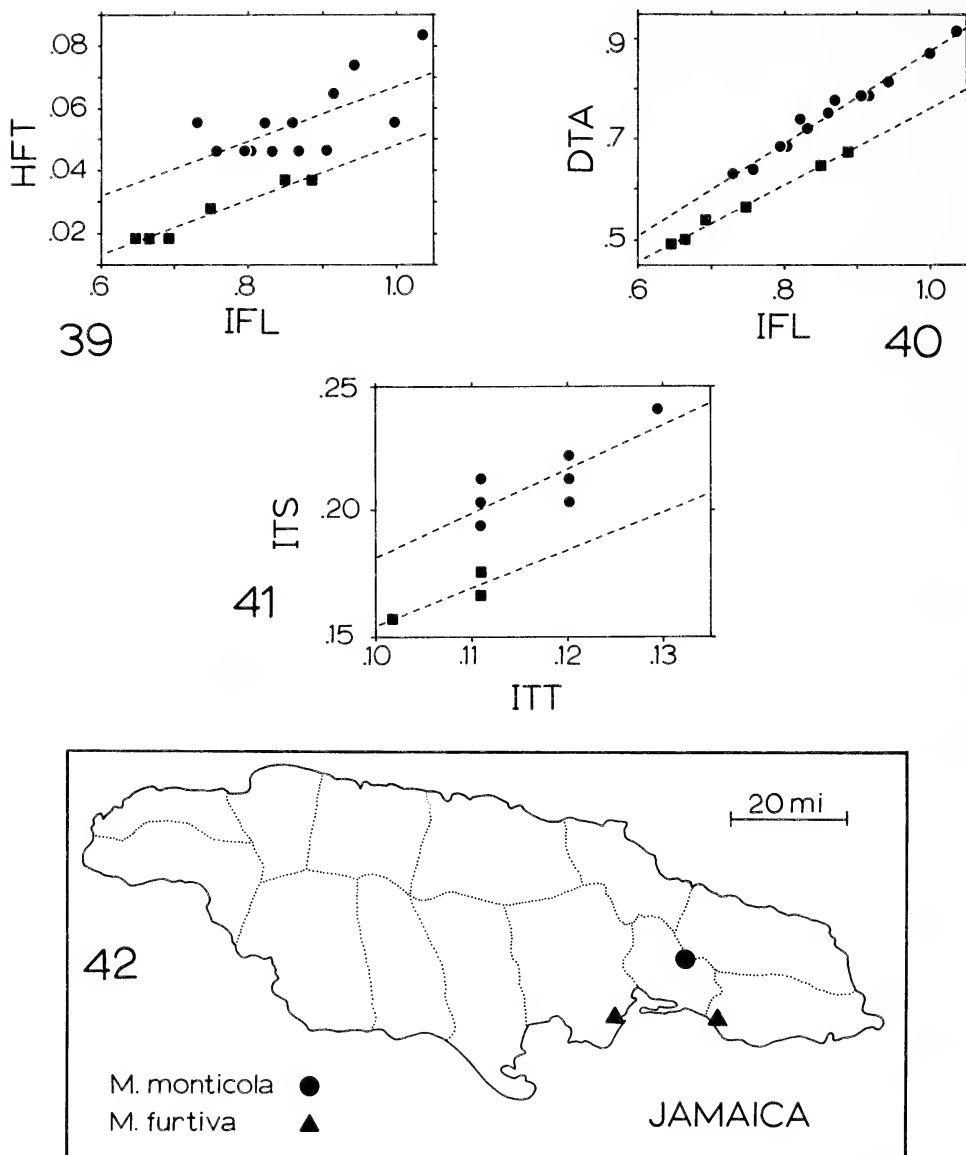 .08
.06
.04
.02
HFT
.6 .8 1.0
IFL
39
.9
.7
.5
DTA
.6 .8 1.0
IFL
40
.25
.20
.15
ITS
.10 .11 .12 .13
ITT
41
20 mi
42
M. monticola
M. furtiva
JAMAICA